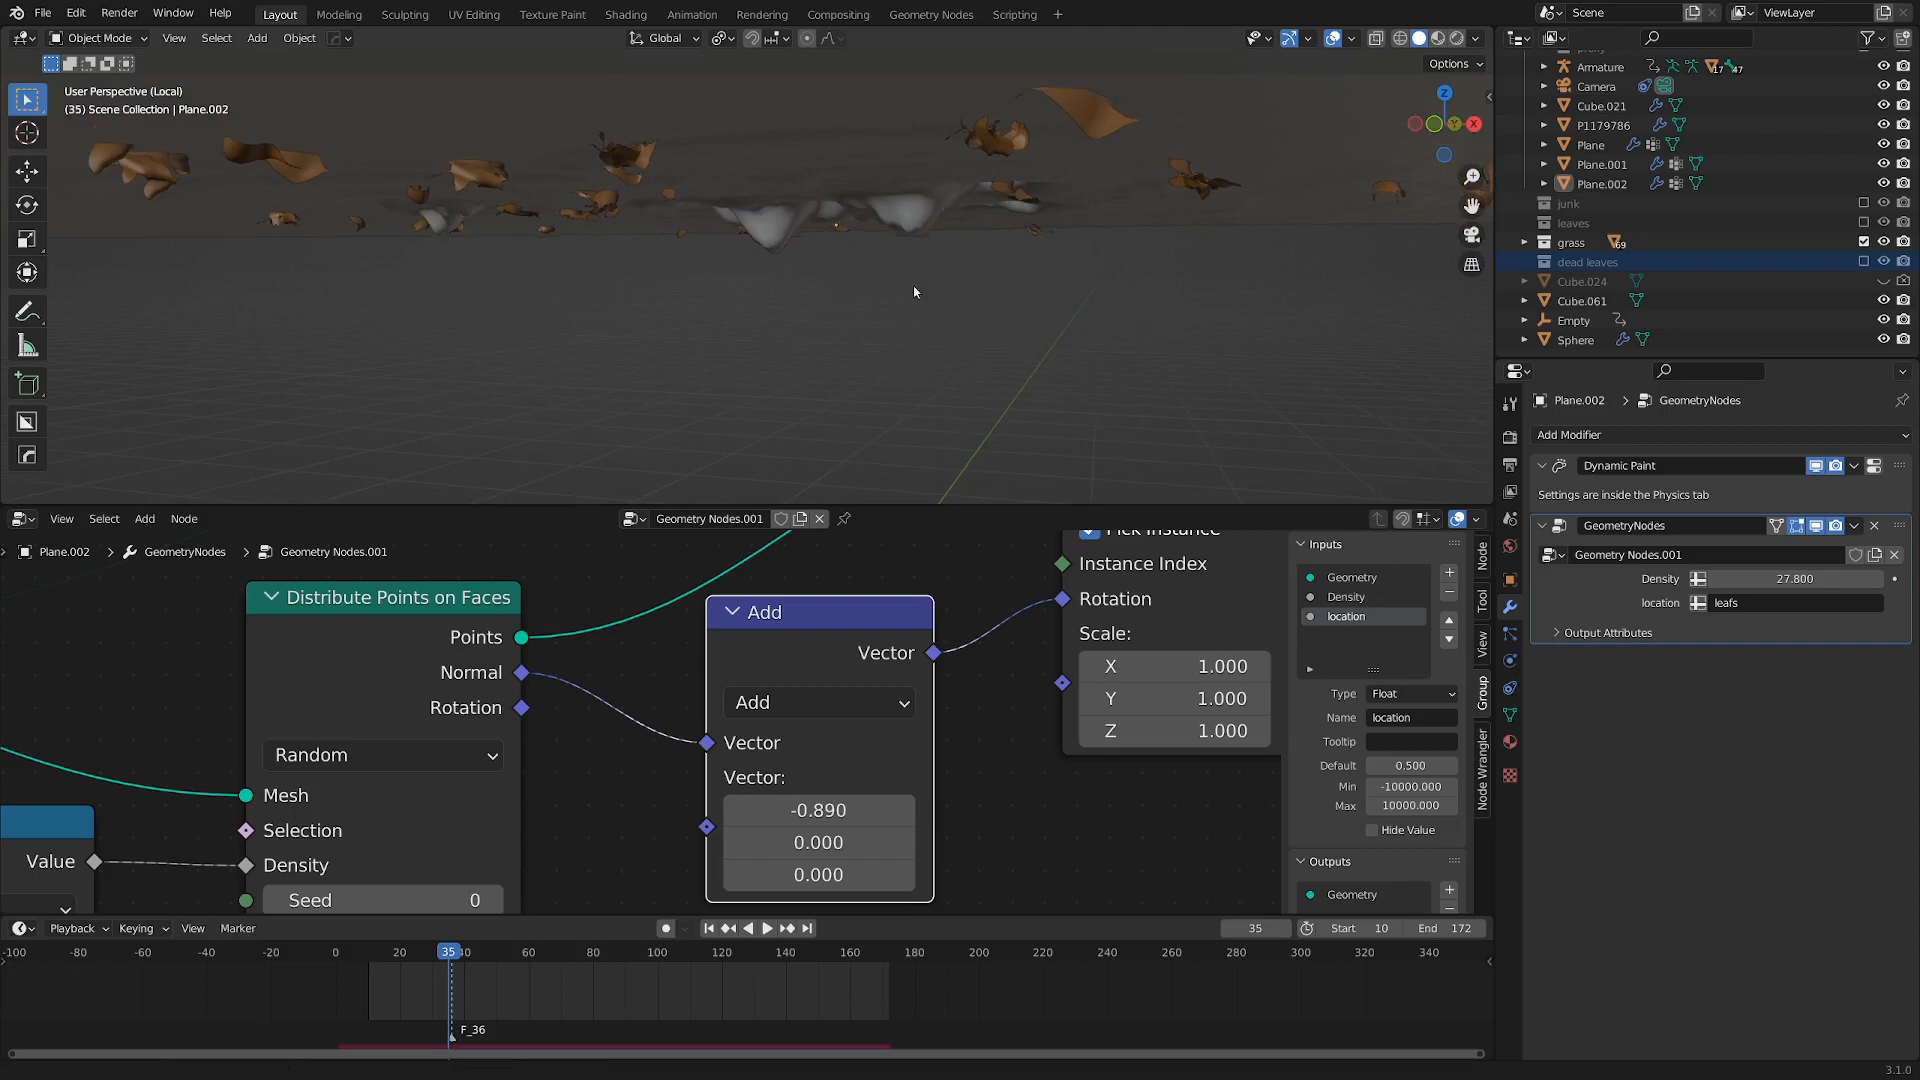 File Edit Render Window Help Layout Modeling Sculpting UV Editing Texture Paint Shading Animation Rendering Compositing Geometry Nodes Scripting + Scene ViewLayer
Object Mode View Select Add Object Global
Options
User Perspective (Local)
(35) Scene Collection | Plane.002
Z
Y
X
Armature 17 47
Camera
Cube.021
P1179786
Plane
Plane.001
Plane.002
junk
leaves
grass 69
dead leaves
Cube.024
Cube.061
Empty
Sphere
Plane.002 > GeometryNodes
Add Modifier
Dynamic Paint
Settings are inside the Physics tab
GeometryNodes
Geometry Nodes.001
Density 27.800
location leafs
Output Attributes
View Select Add Node Geometry Nodes.001
Plane.002 > GeometryNodes > Geometry Nodes.001
Distribute Points on Faces
Points
Normal
Rotation
Random
Mesh
Selection
Density
Seed 0
Value
Add
Vector
Add
Vector
Vector:
-0.890
0.000
0.000
Pick Instance
Instance Index
Rotation
Scale:
X 1.000
Y 1.000
Z 1.000
Inputs
Geometry
Density
location
Type Float
Name location
Tooltip
Default 0.500
Min -10000.000
Max 10000.000
Hide Value
Outputs
Geometry
Node
Tool
View
Group
Node Wrangler
Playback Keying View Marker 35 Start 10 End 172
-100 -80 -60 -40 -20 0 20 35 40 60 80 100 120 140 160 180 200 220 240 260 280 300 320 340
F_36
3.1.0